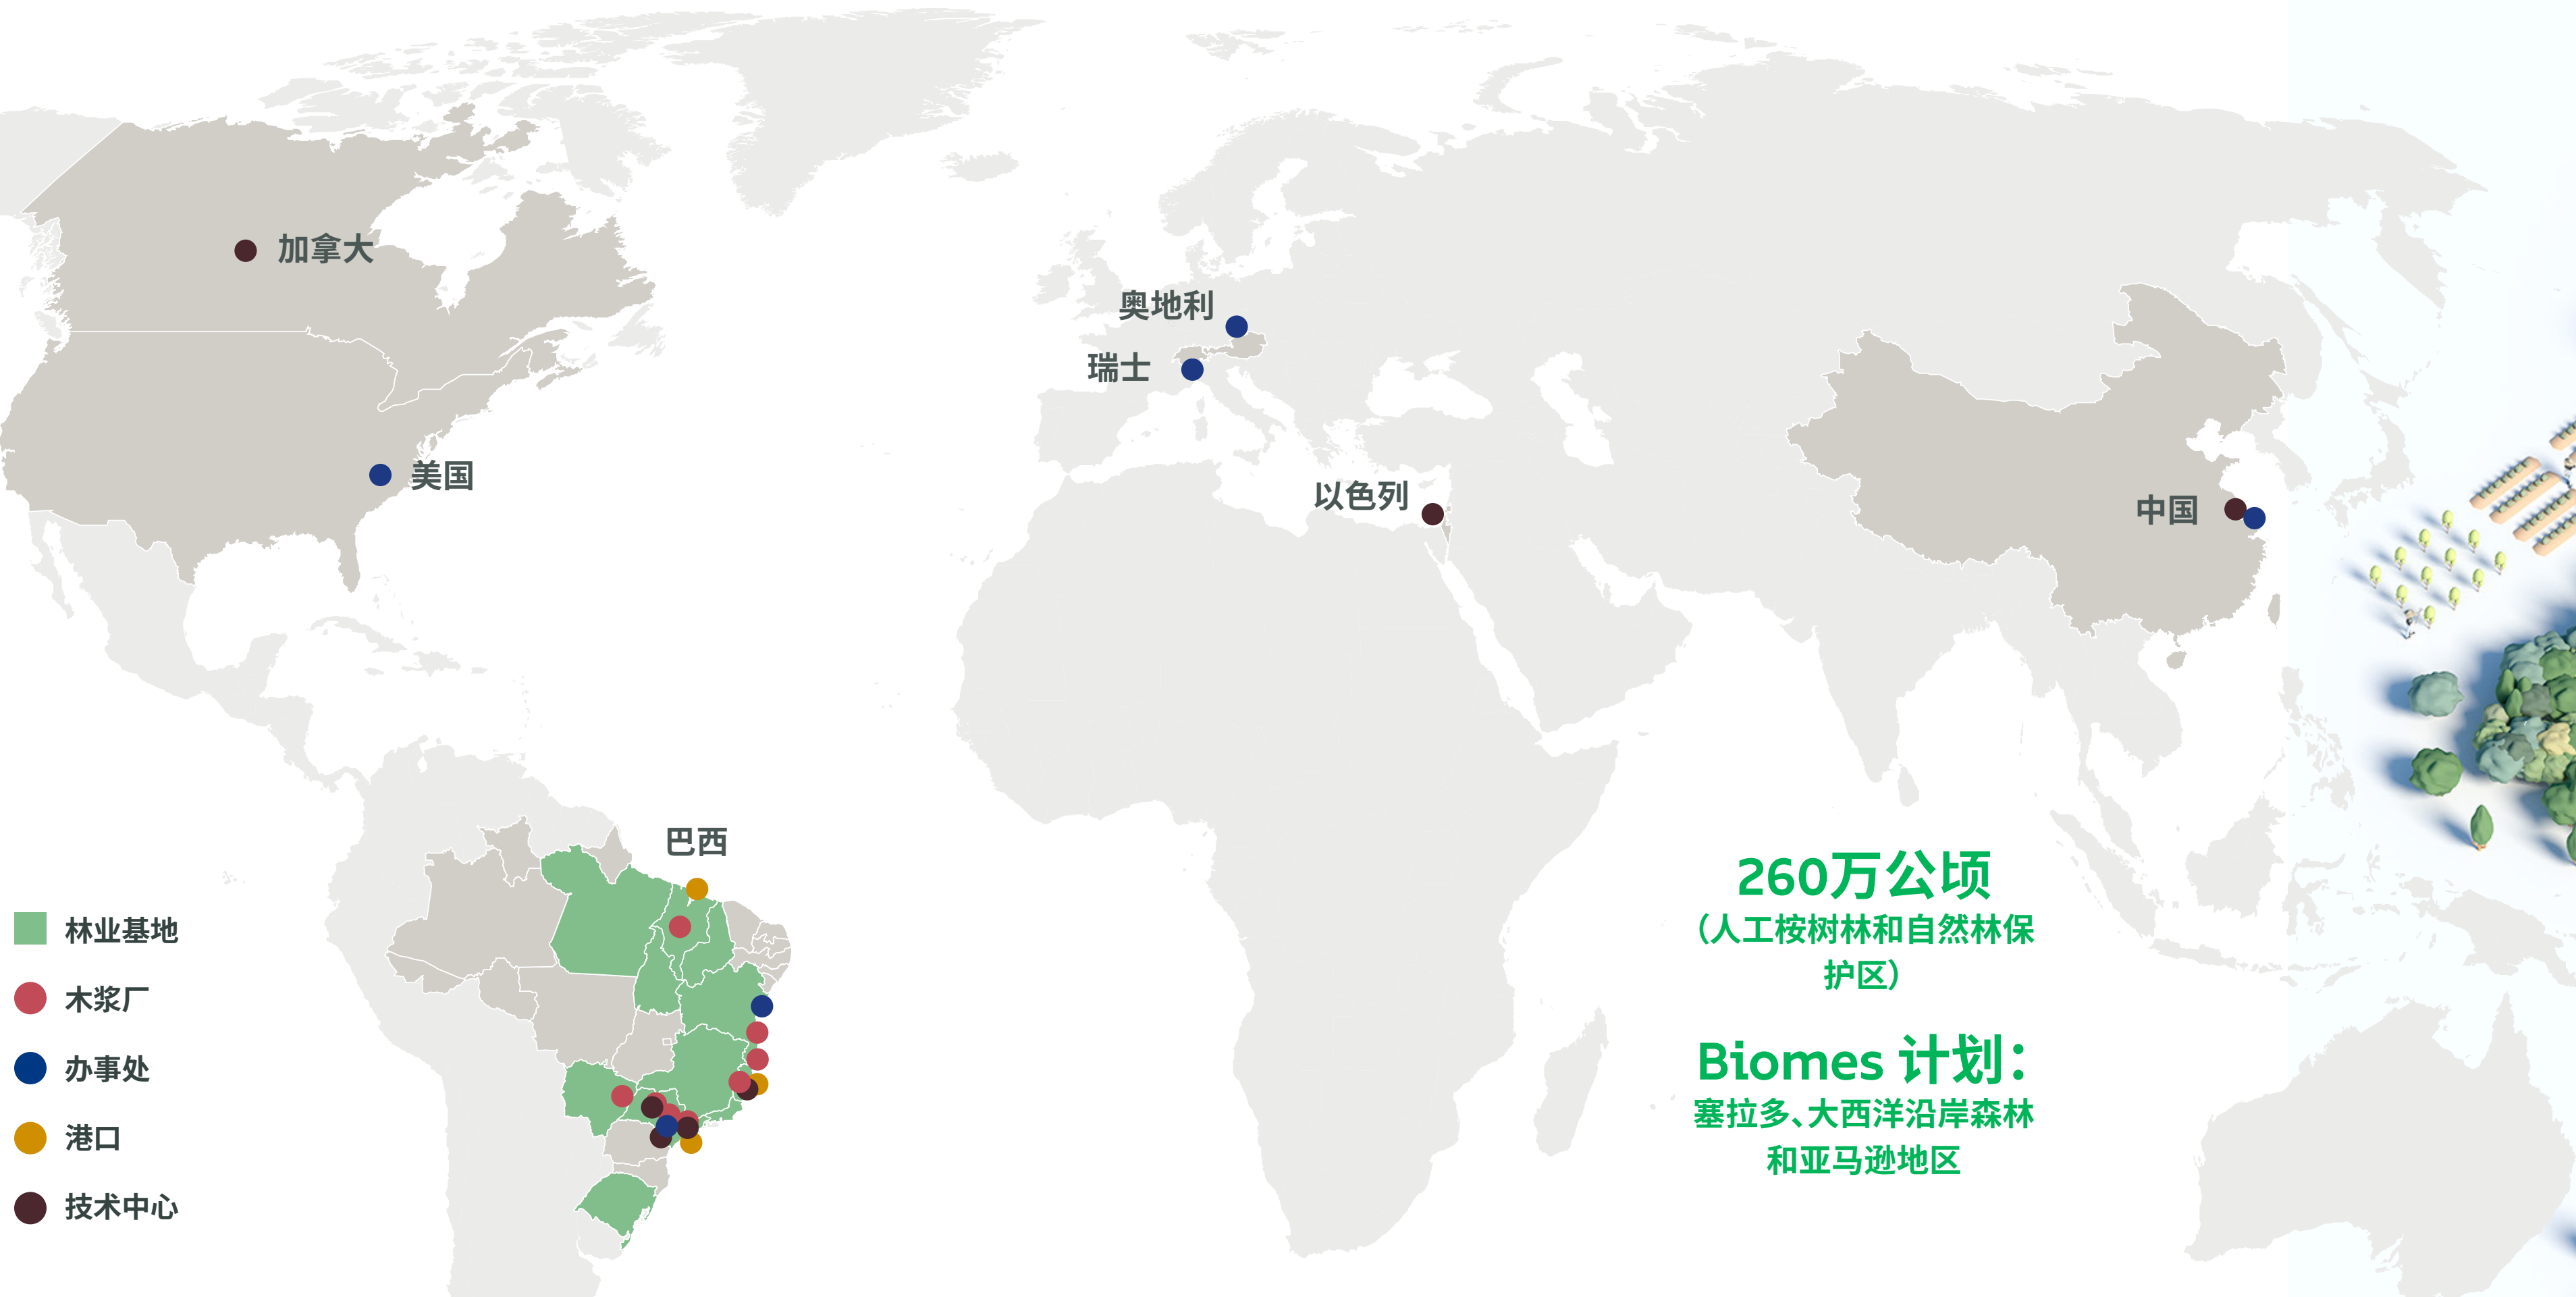 加拿大
奥地利
瑞士
美国
以色列
中国
巴西
林业基地
木浆厂
办事处
港口
技术中心
260万公顷
（人工桉树林和自然林保
护区）
Biomes 计划：
塞拉多、大西洋沿岸森林
和亚马逊地区